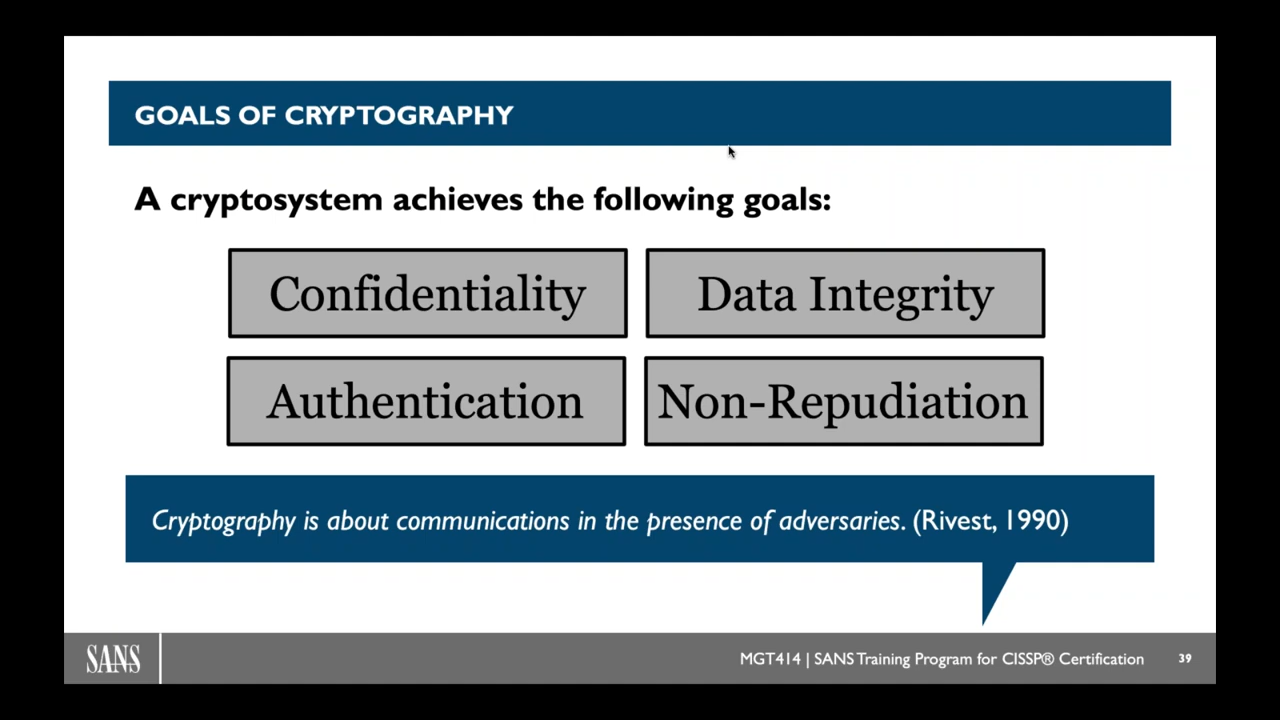 GOALS OF CRYPTOGRAPHY
A cryptosystem achieves the following goals:
Confidentiality
Data Integrity
Authentication
Non-Repudiation
Cryptography is about communications in the presence of adversaries. (Rivest, 1990)
SANS
MGT414 | SANS Training Program for CISSP® Certification
39